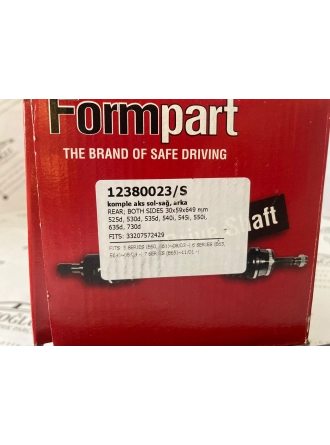 Formpart
THE BRAND OF SAFE DRIVING
12380023/S
komple aks sol-sağ, arka
REAR; BOTH SIDES 30x59x649 mm
525d, 530d, 535d, 540i, 545i, 550i,
635d, 730d
FITS: 33207572429
haft